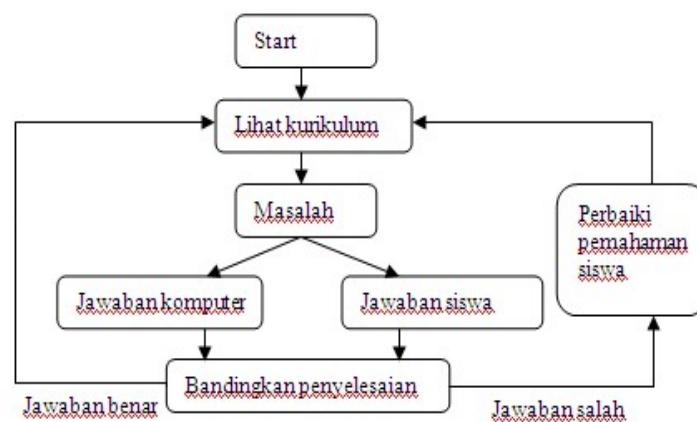 Start
Lihat kurikulum
Masalah
Perbaiki
pemahaman
siswa
Jawaban komputer
Jawaban siswa
Bandingkan penyelesaian
Jawaban benar
Jawaban salah